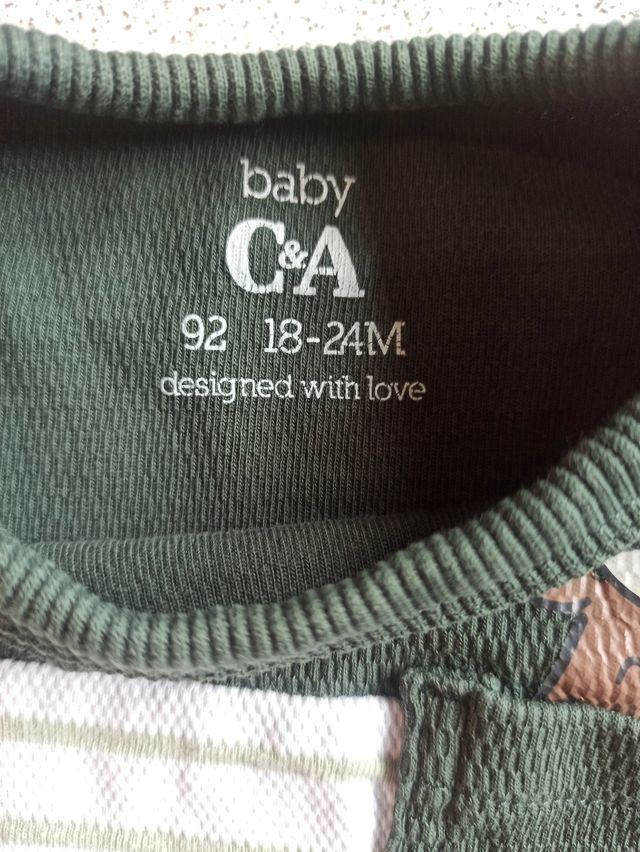 baby
C&A
92 18-24M
designed with love